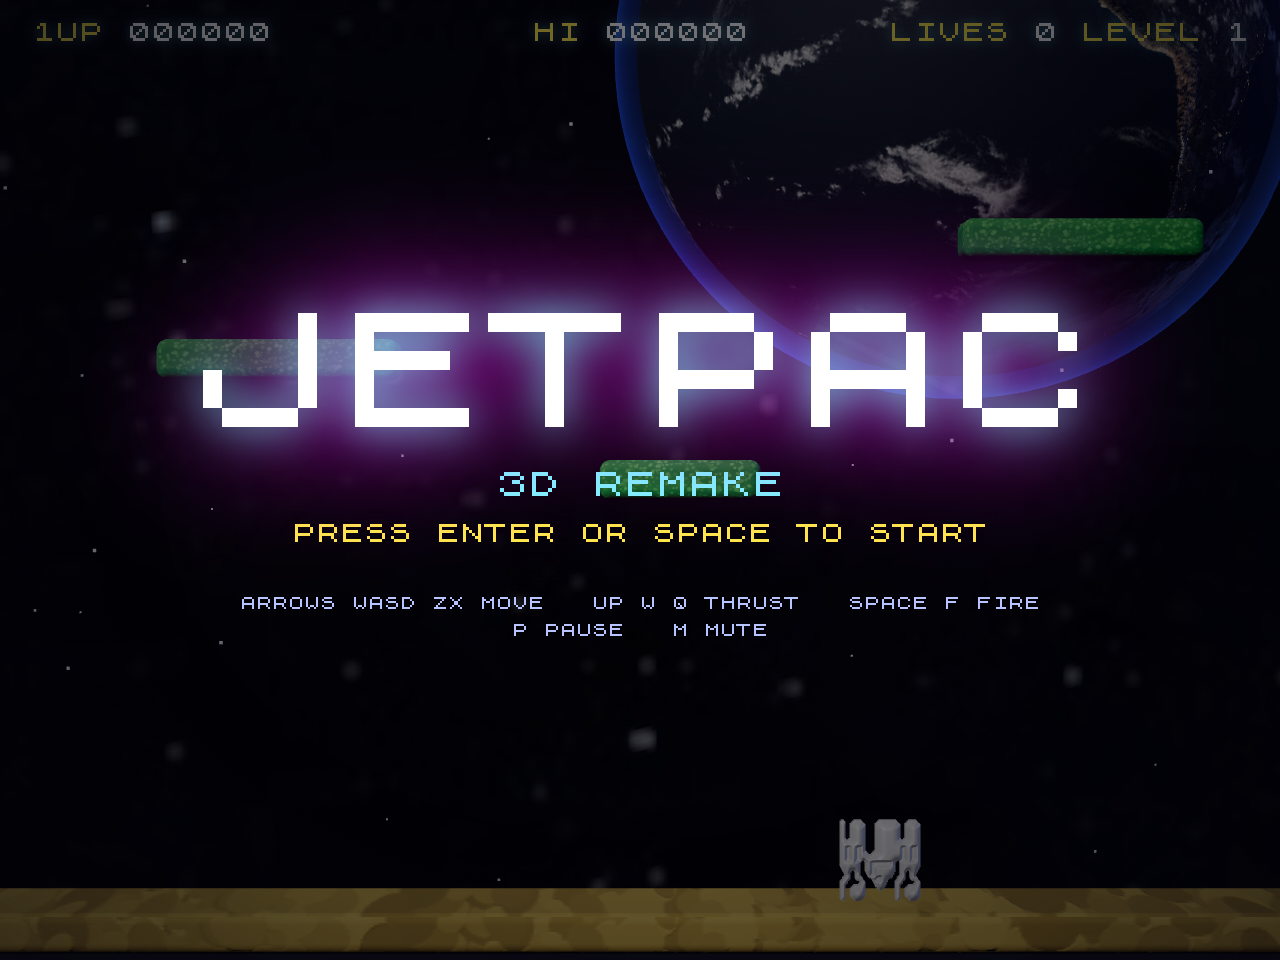 1UP 000000 HI 000000 LIVES 0 LEVEL 1
JETPAC
3D REMAKE
PRESS ENTER OR SPACE TO START
ARROWS WASD ZX MOVE UP W Q THRUST SPACE F FIRE
P PAUSE M MUTE